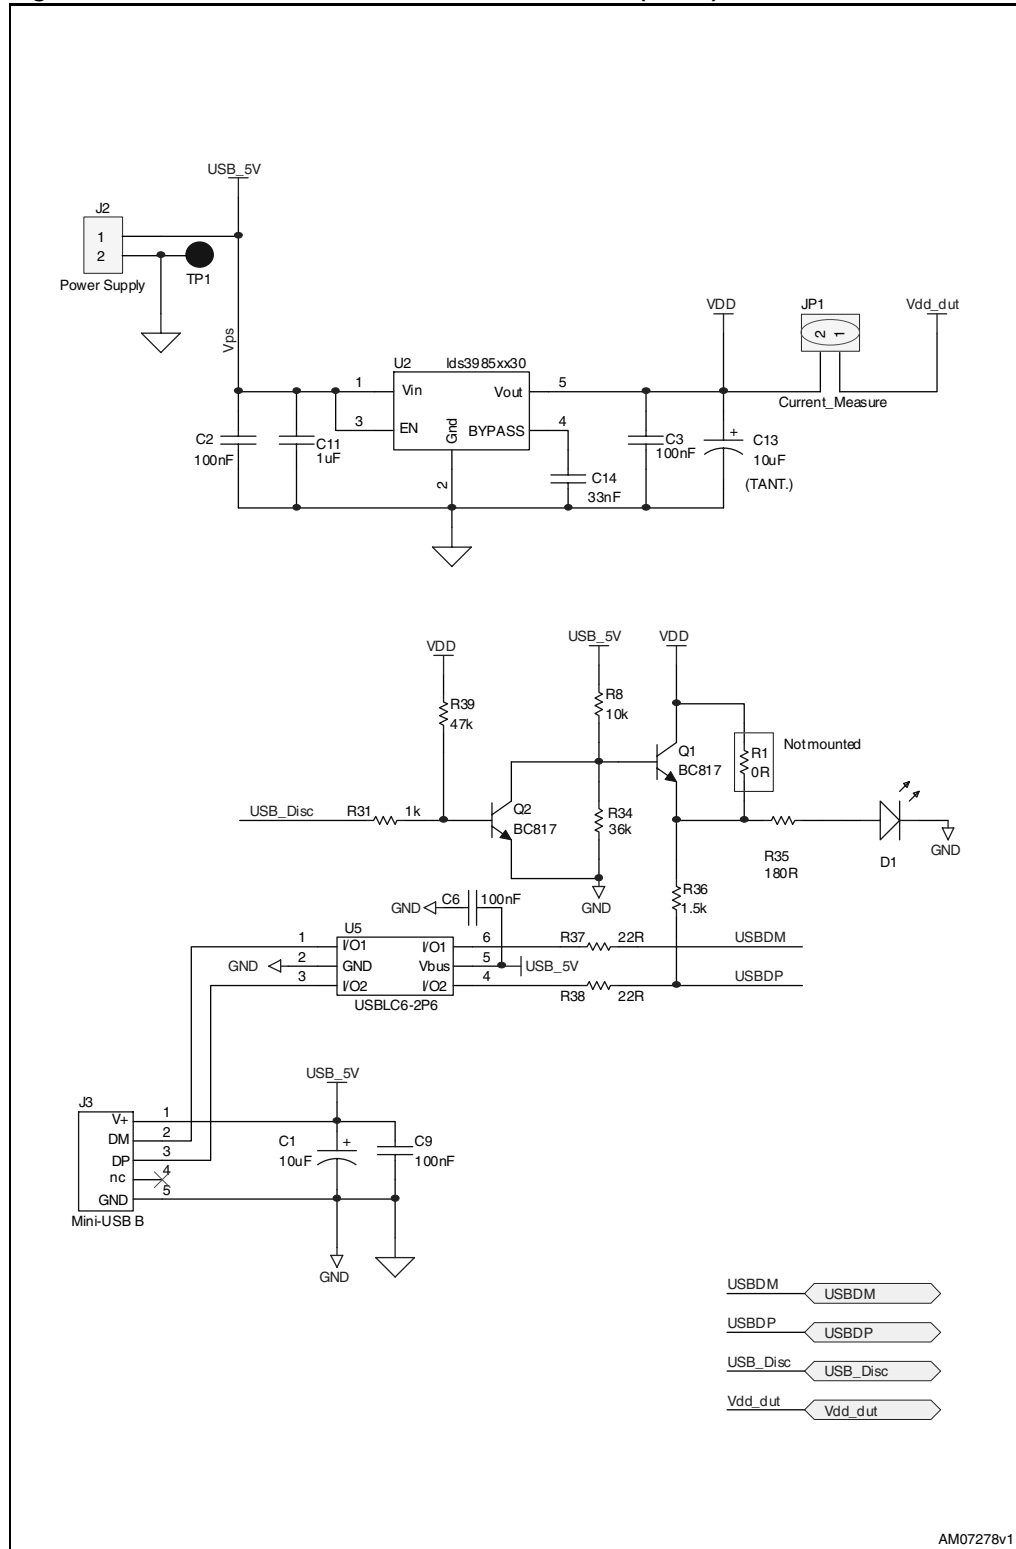 USB_5V
J2
1
2
TP1
Power Supply
Vps
VDD
JP1
2 1
Vdd_dut
U2 lds3985xx30
1 Vin Vout 5
3 EN BYPASS 4
Gnd
2
Current_Measure
C2
100nF
C11
1uF
C14
33nF
C3
100nF
+
C13
10uF
(TANT.)
VDD
USB_5V
VDD
R39
47k
R8
10k
Q1
BC817
R1
0R
Not mounted
USB_Disc
R31 1k
Q2
BC817
R34
36k
GND
D1
R35
180R
GND
R36
1.5k
GND C6 100nF
U5
1 I/O1 I/O1 6
R37 22R USBDM
GND 2 GND Vbus 5 USB_5V
3 I/O2 I/O2 4
R38 22R USBDP
USBLC6-2P6
USB_5V
J3
V+ 1
DM 2
DP 3
nc 4
GND 5
Mini-USB B
C1
10uF
+
C9
100nF
GND
USBDM USBDM
USBDP USBDP
USB_Disc USB_Disc
Vdd_dut Vdd_dut
AM07278v1